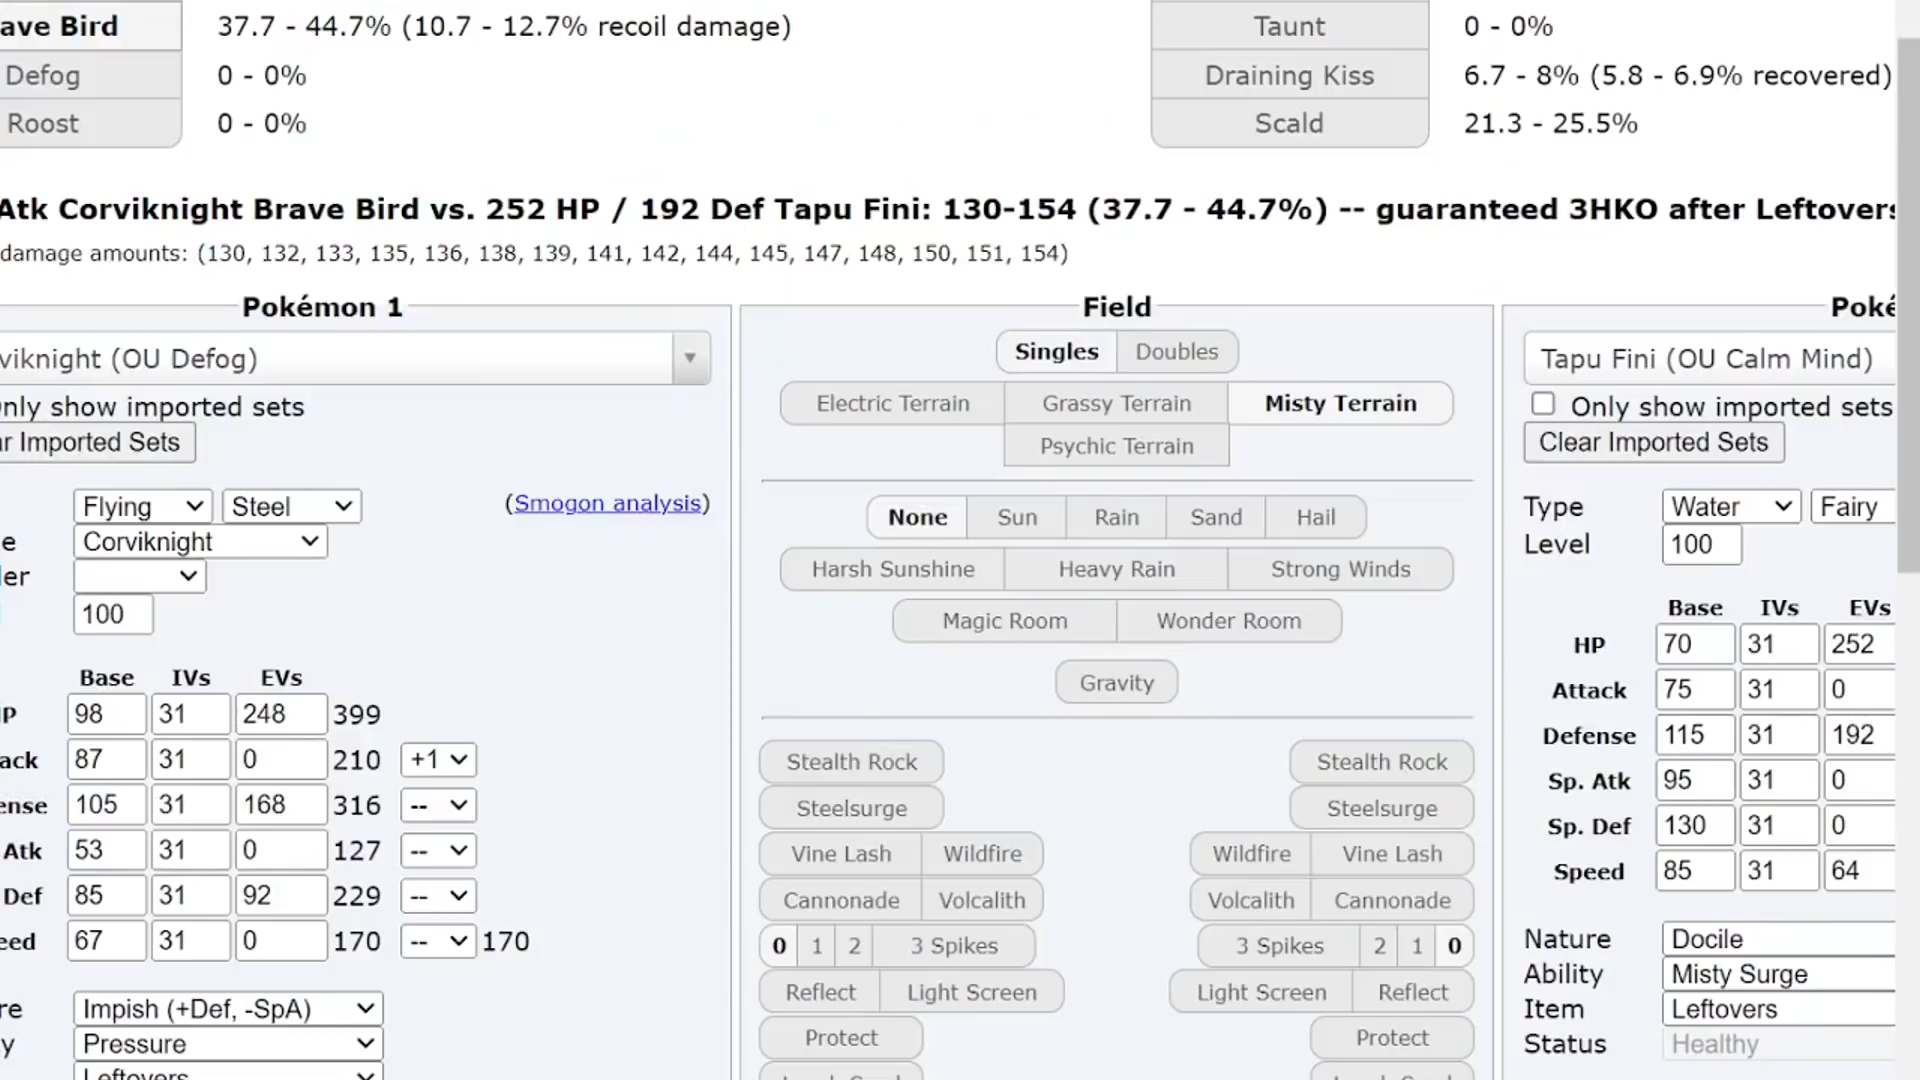 ave Bird 37.7 - 44.7% (10.7 - 12.7% recoil damage)
Defog 0 - 0%
Roost 0 - 0%
Taunt 0 - 0%
Draining Kiss 6.7 - 8% (5.8 - 6.9% recovered)
Scald 21.3 - 25.5%
Atk Corviknight Brave Bird vs. 252 HP / 192 Def Tapu Fini: 130-154 (37.7 - 44.7%) -- guaranteed 3HKO after Leftovers
damage amounts: (130, 132, 133, 135, 136, 138, 139, 141, 142, 144, 145, 147, 148, 150, 151, 154)
Pokémon 1
viknight (OU Defog)
nly show imported sets
ar Imported Sets
Flying Steel (Smogon analysis)
e Corviknight
er
100
Base IVs EVs
P 98 31 248 399
ack 87 31 0 210 +1
ense 105 31 168 316 --
Atk 53 31 0 127 --
Def 85 31 92 229 --
eed 67 31 0 170 -- 170
re Impish (+Def, -SpA)
y Pressure
Leftovers
Field
Singles Doubles
Electric Terrain Grassy Terrain Misty Terrain
Psychic Terrain
None Sun Rain Sand Hail
Harsh Sunshine Heavy Rain Strong Winds
Magic Room Wonder Room
Gravity
Stealth Rock Stealth Rock
Steelsurge Steelsurge
Vine Lash Wildfire Wildfire Vine Lash
Cannonade Volcalith Volcalith Cannonade
0 1 2 3 Spikes 3 Spikes 2 1 0
Reflect Light Screen Light Screen Reflect
Protect Protect
Poké
Tapu Fini (OU Calm Mind)
Only show imported sets
Clear Imported Sets
Type Water Fairy
Level 100
Base IVs EVs
HP 70 31 252
Attack 75 31 0
Defense 115 31 192
Sp. Atk 95 31 0
Sp. Def 130 31 0
Speed 85 31 64
Nature Docile
Ability Misty Surge
Item Leftovers
Status Healthy